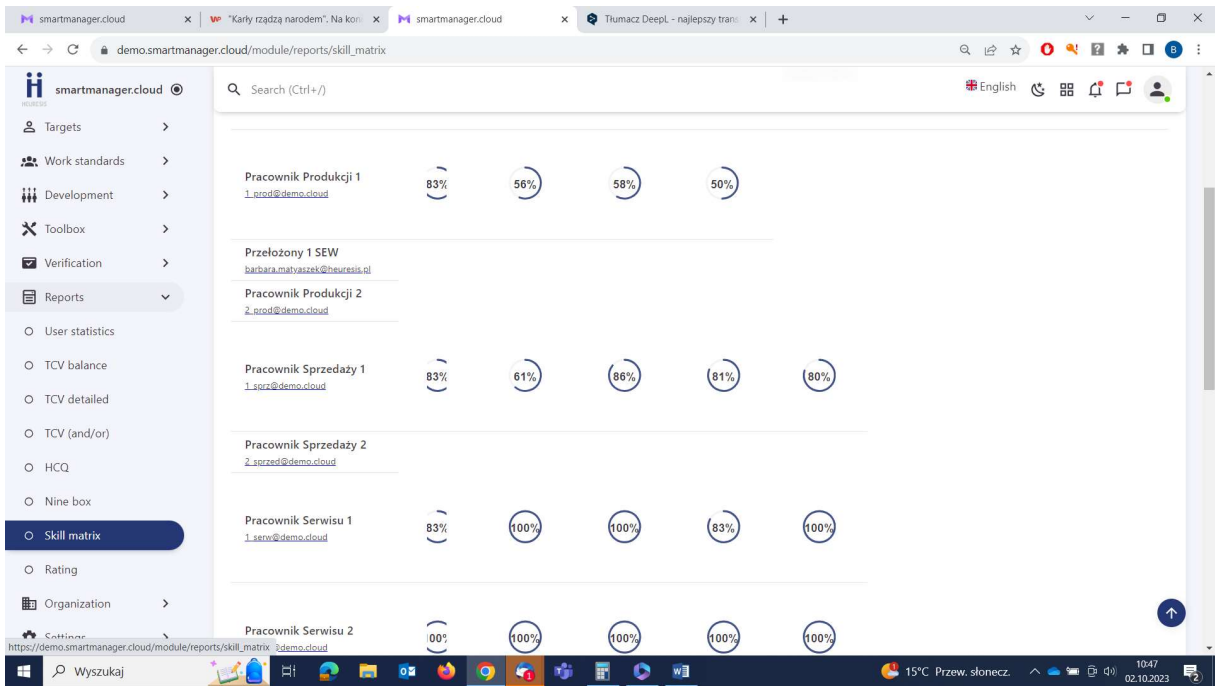 smartmanager.cloud
"Karły rządzą narodem". Na kon
smartmanager.cloud
Tłumacz DeepL - najlepszy trans
demo.smartmanager.cloud/module/reports/skill_matrix
B
HEURESIS
smartmanager.cloud
Search (Ctrl+/)
English
Targets
Work standards
Development
Toolbox
Verification
Reports
User statistics
TCV balance
TCV detailed
TCV (and/or)
HCQ
Nine box
Skill matrix
Rating
Organization
Settings
Pracownik Produkcji 1
1_prod@demo.cloud
83% 56% 58% 50%
Przełożony 1 SEW
barbara.matyaszek@heuresis.pl
Pracownik Produkcji 2
2_prod@demo.cloud
Pracownik Sprzedaży 1
1_sprz@demo.cloud
83% 61% 86% 81% 80%
Pracownik Sprzedaży 2
2_sprzed@demo.cloud
Pracownik Serwisu 1
1_serw@demo.cloud
83% 100% 100% 83% 100%
Pracownik Serwisu 2
@demo.cloud
100% 100% 100% 100%
https://demo.smartmanager.cloud/module/reports/skill_matrix
Wyszukaj
15°C Przew. słonecz.
10:47
02.10.2023